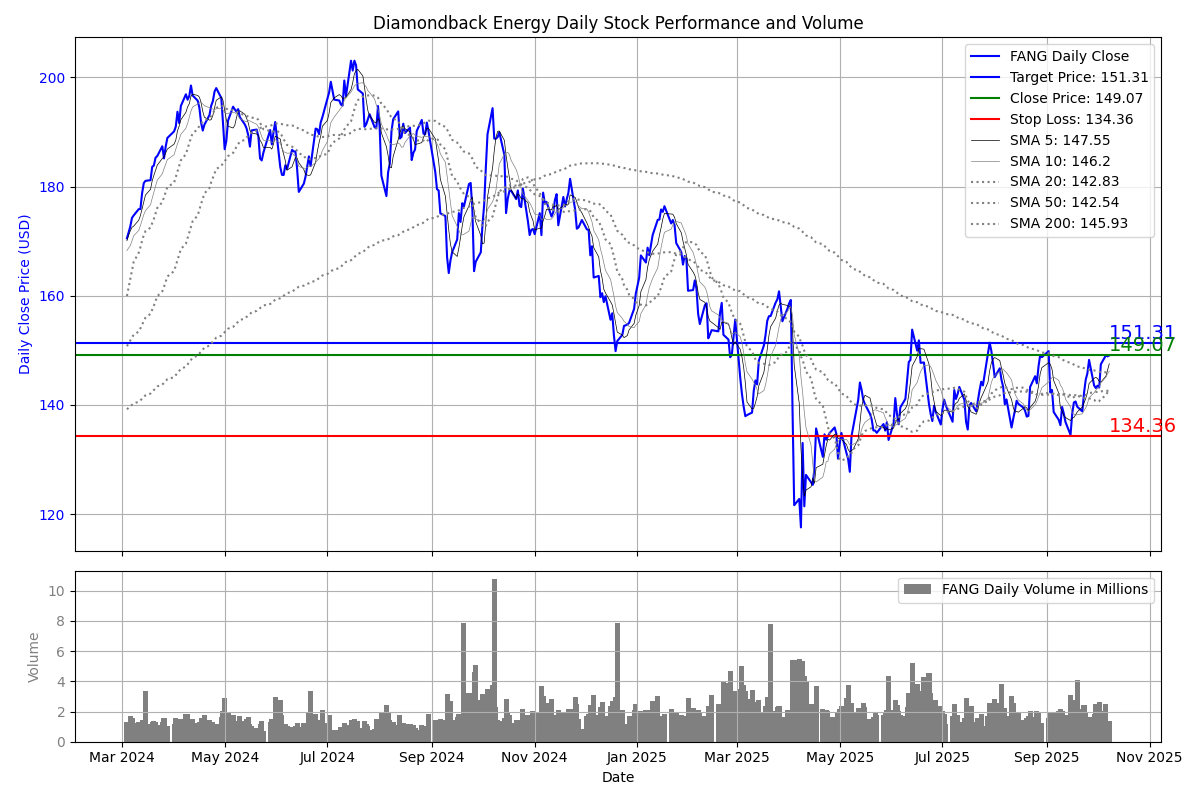 Diamondback Energy Daily Stock Performance and Volume
Daily Close Price (USD)
200
180
160
140
120
FANG Daily Close
Target Price: 151.31
Close Price: 149.07
Stop Loss: 134.36
SMA 5: 147.55
SMA 10: 146.2
SMA 20: 142.83
SMA 50: 142.54
SMA 200: 145.93
151.31
149.07
134.36
Volume
10
8
6
4
2
0
FANG Daily Volume in Millions
Mar 2024 May 2024 Jul 2024 Sep 2024 Nov 2024 Jan 2025 Mar 2025 May 2025 Jul 2025 Sep 2025 Nov 2025
Date